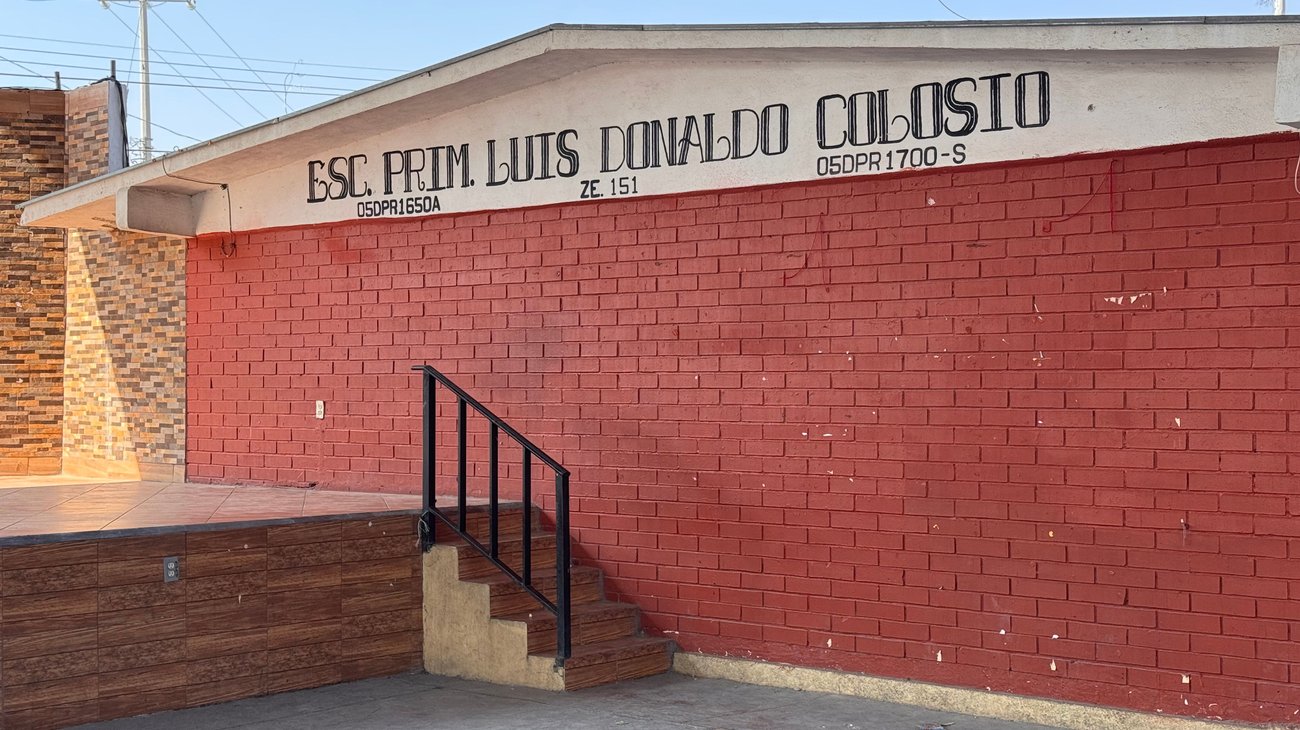 ESC. PRIM. LUIS DONALDO COLOSIO
05DPR1650A ZE. 151 05DPR1700-S